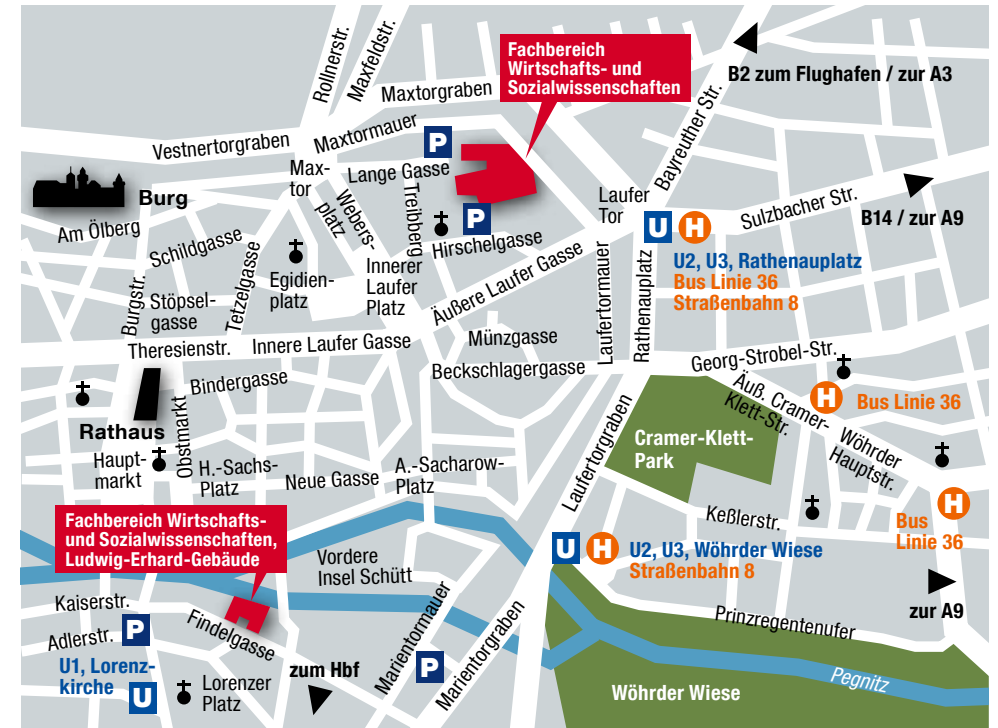 Rollnerstr.
Maxfeldstr.
Fachbereich
Wirtschafts- und
Sozialwissenschaften
B2 zum Flughafen / zur A3
Maxtorgraben
Bayreuther Str.
Maxtormauer
Vestnertorgraben
P
Lange Gasse
Max-
tor
Webers-
platz
Treibberg
Burg
Laufer
Tor
Sulzbacher Str.
B14 / zur A9
Am Ölberg
P
Hirschelgasse
U H
Schildgasse
Tetzelgasse
Egidien-
platz
Innerer
Laufer
Platz
Äußere Laufer Gasse
Laufertormauer
Rathenauplatz
U2, U3, Rathenauplatz
Bus Linie 36
Straßenbahn 8
Burgstr.
Stöpsel-
gasse
Theresienstr.
Innere Laufer Gasse
Münzgasse
Beckschlagergasse
Georg-Strobel-Str.
Bindergasse
Äuß. Cramer-
Klett-Str.
H
Bus Linie 36
Rathaus
Obstmarkt
Laufertorgraben
Cramer-Klett-
Park
Wöhrder
Hauptstr.
Haupt-
markt
H.-Sachs-
Platz
Neue Gasse
A.-Sacharow-
Platz
Keßlerstr.
H
Bus
Linie 36
Fachbereich Wirtschafts-
und Sozialwissenschaften,
Ludwig-Erhard-Gebäude
Vordere
Insel Schütt
U H
U2, U3, Wöhrder Wiese
Straßenbahn 8
zur A9
Kaiserstr.
Adlerstr.
P
Findelgasse
Marientormauer
Marientorgraben
Prinzregentenufer
U1, Lorenz-
kirche
U
Lorenzer
Platz
zum Hbf
P
Wöhrder Wiese
Pegnitz